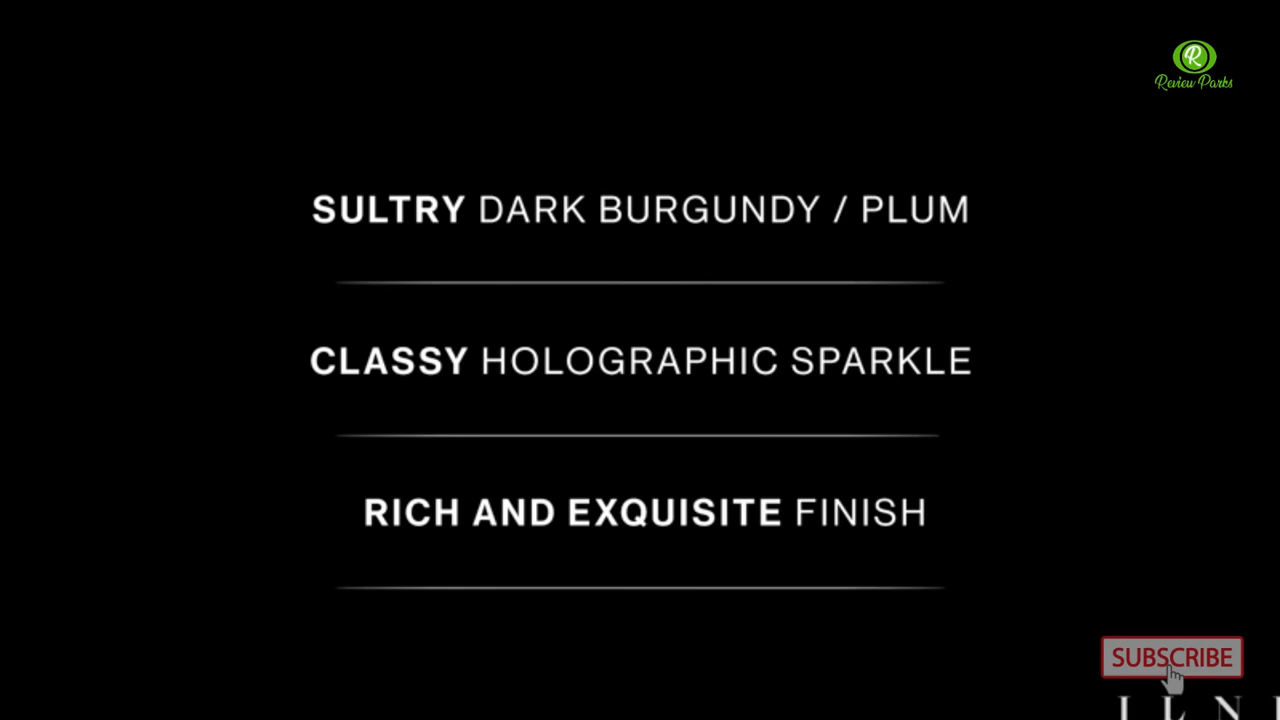 Review Parks
SULTRY DARK BURGUNDY / PLUM
CLASSY HOLOGRAPHIC SPARKLE
RICH AND EXQUISITE FINISH
SUBSCRIBE